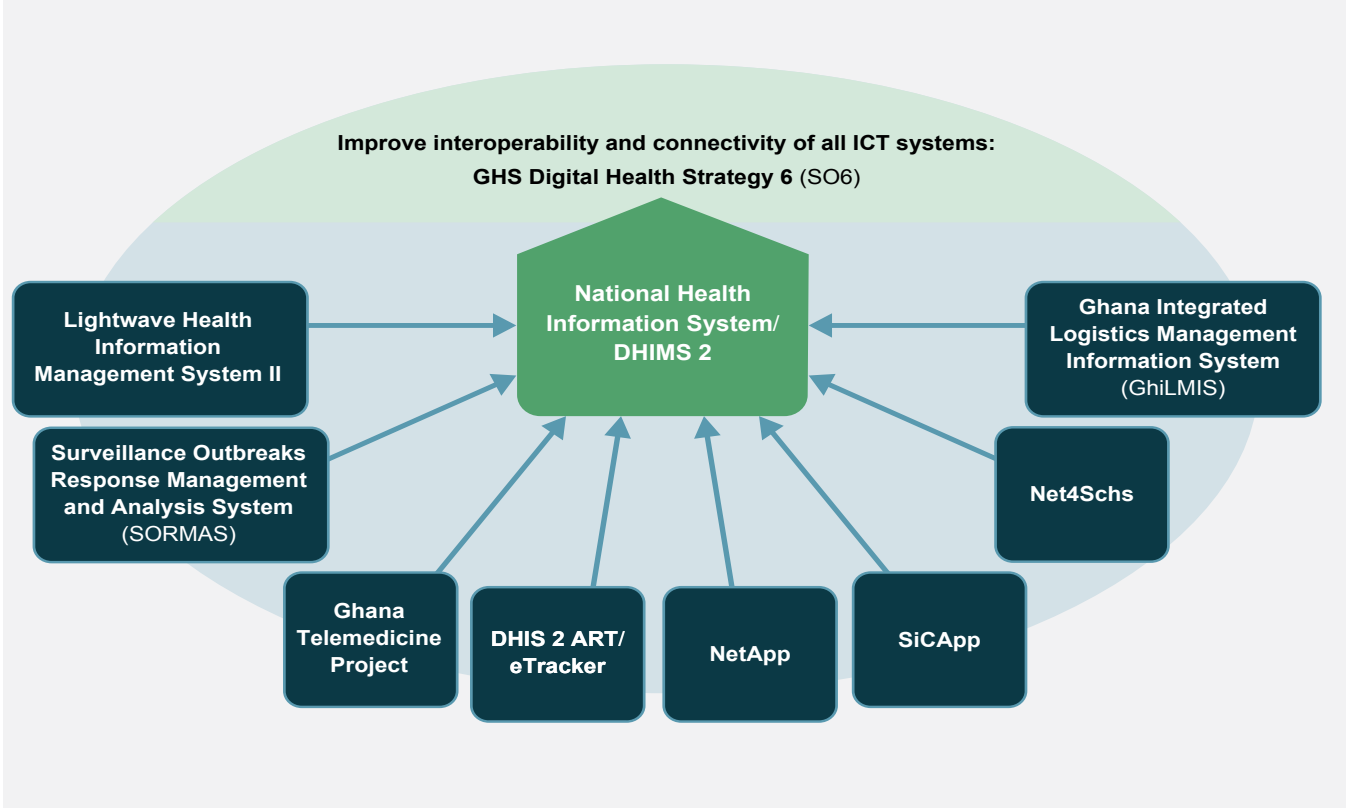 Improve interoperability and connectivity of all ICT systems:
GHS Digital Health Strategy 6 (SO6)
National Health
Information System/
DHIMS 2
Lightwave Health
Information
Management System II
Surveillance Outbreaks
Response Management
and Analysis System
(SORMAS)
Ghana
Telemedicine
Project
DHIS 2 ART/
eTracker
NetApp
SiCApp
Net4Schs
Ghana Integrated
Logistics Management
Information System
(GhiLMIS)